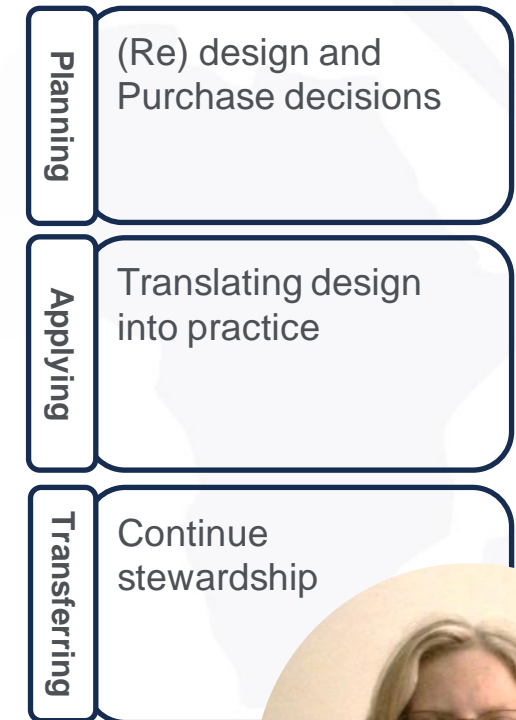 Planning
(Re) design and
Purchase decisions
Applying
Translating design
into practice
Transferring
Continue
stewardship